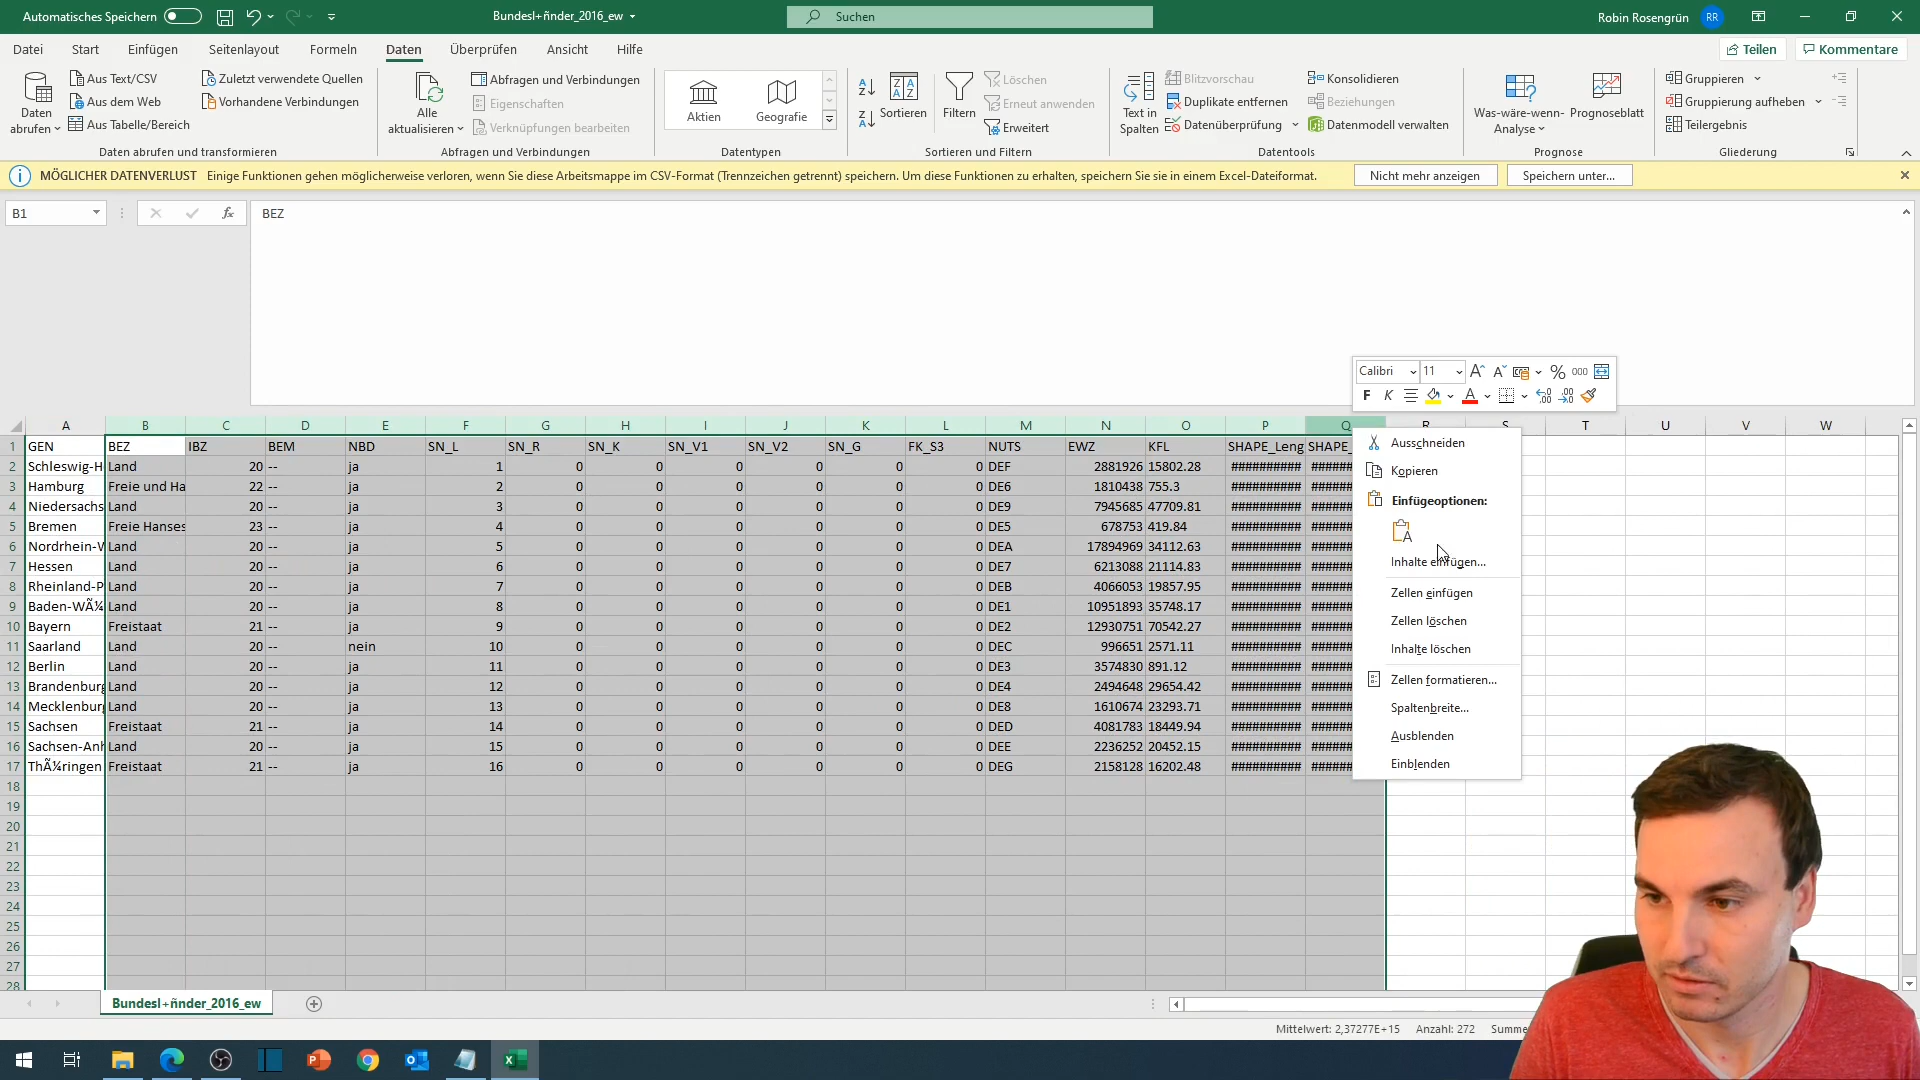 Automatisches Speichern
Bundesl+ñnder_2016_ew
Suchen
Robin Rosengrün RR
Datei Start Einfügen Seitenlayout Formeln Daten Überprüfen Ansicht Hilfe
Teilen Kommentare
Daten abrufen
Aus Text/CSV
Aus dem Web
Aus Tabelle/Bereich
Zuletzt verwendete Quellen
Vorhandene Verbindungen
Daten abrufen und transformieren
Alle aktualisieren
Abfragen und Verbindungen
Eigenschaften
Verknüpfungen bearbeiten
Abfragen und Verbindungen
Aktien Geografie
Datentypen
Sortieren
Filtern
Löschen
Erneut anwenden
Erweitert
Sortieren und Filtern
Text in Spalten
Blitzvorschau
Duplikate entfernen
Datenüberprüfung
Konsolidieren
Beziehungen
Datenmodell verwalten
Datentools
Was-wäre-wenn-Analyse
Prognoseblatt
Prognose
Gruppieren
Gruppierung aufheben
Teilergebnis
Gliederung
MÖGLICHER DATENVERLUST Einige Funktionen gehen möglicherweise verloren, wenn Sie diese Arbeitsmappe im CSV-Format (Trennzeichen getrennt) speichern. Um diese Funktionen zu erhalten, speichern Sie sie in einem Excel-Dateiformat. Nicht mehr anzeigen Speichern unter...
B1 fx BEZ
Calibri 11 A A % 000
F K A
A B C D E F G H I J K L M N O P Q R S T U V W
1 GEN BEZ IBZ BEM NBD SN_L SN_R SN_K SN_V1 SN_V2 SN_G FK_S3 NUTS EWZ KFL SHAPE_Leng SHAPE_
2 Schleswig-H Land 20 -- ja 1 0 0 0 0 0 0 DEF 2881926 15802.28 ########## ######
3 Hamburg Freie und Ha 22 -- ja 2 0 0 0 0 0 0 DE6 1810438 755.3 ########## ######
4 Niedersachs Land 20 -- ja 3 0 0 0 0 0 0 DE9 7945685 47709.81 ########## ######
5 Bremen Freie Hanses 23 -- ja 4 0 0 0 0 0 0 DE5 678753 419.84 ########## ######
6 Nordrhein-W Land 20 -- ja 5 0 0 0 0 0 0 DEA 17894969 34112.63 ########## ######
7 Hessen Land 20 -- ja 6 0 0 0 0 0 0 DE7 6213088 21114.83 ########## ######
8 Rheinland-P Land 20 -- ja 7 0 0 0 0 0 0 DEB 4066053 19857.95 ########## ######
9 Baden-WÃ¼ Land 20 -- ja 8 0 0 0 0 0 0 DE1 10951893 35748.17 ########## ######
10 Bayern Freistaat 21 -- ja 9 0 0 0 0 0 0 DE2 12930751 70542.27 ########## ######
11 Saarland Land 20 -- nein 10 0 0 0 0 0 0 DEC 996651 2571.11 ########## ######
12 Berlin Land 20 -- ja 11 0 0 0 0 0 0 DE3 3574830 891.12 ########## ######
13 Brandenburg Land 20 -- ja 12 0 0 0 0 0 0 DE4 2494648 29654.42 ########## ######
14 Mecklenburg Land 20 -- ja 13 0 0 0 0 0 0 DE8 1610674 23293.71 ########## ######
15 Sachsen Freistaat 21 -- ja 14 0 0 0 0 0 0 DED 4081783 18449.94 ########## ######
16 Sachsen-Anh Land 20 -- ja 15 0 0 0 0 0 0 DEE 2236252 20452.15 ########## ######
17 ThÃ¼ringen Freistaat 21 -- ja 16 0 0 0 0 0 0 DEG 2158128 16202.48 ########## ######
18
19
20
21
22
23
24
25
26
27
28
Ausschneiden
Kopieren
Einfügeoptionen:
Inhalte einfügen...
Zellen einfügen
Zellen löschen
Inhalte löschen
Zellen formatieren...
Spaltenbreite...
Ausblenden
Einblenden
Bundesl+ñnder_2016_ew
Mittelwert: 2,37277E+15 Anzahl: 272